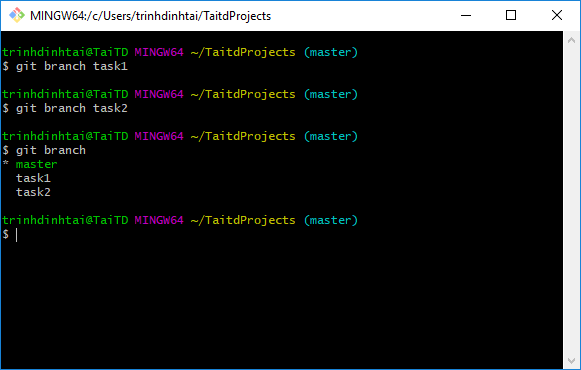 MINGW64:/c/Users/trinhdinhtai/TaitdProjects
trinhdinhtai@TaiTD MINGW64 ~/TaitdProjects (master)
$ git branch task1
trinhdinhtai@TaiTD MINGW64 ~/TaitdProjects (master)
$ git branch task2
trinhdinhtai@TaiTD MINGW64 ~/TaitdProjects (master)
$ git branch
* master
  task1
  task2
trinhdinhtai@TaiTD MINGW64 ~/TaitdProjects (master)
$